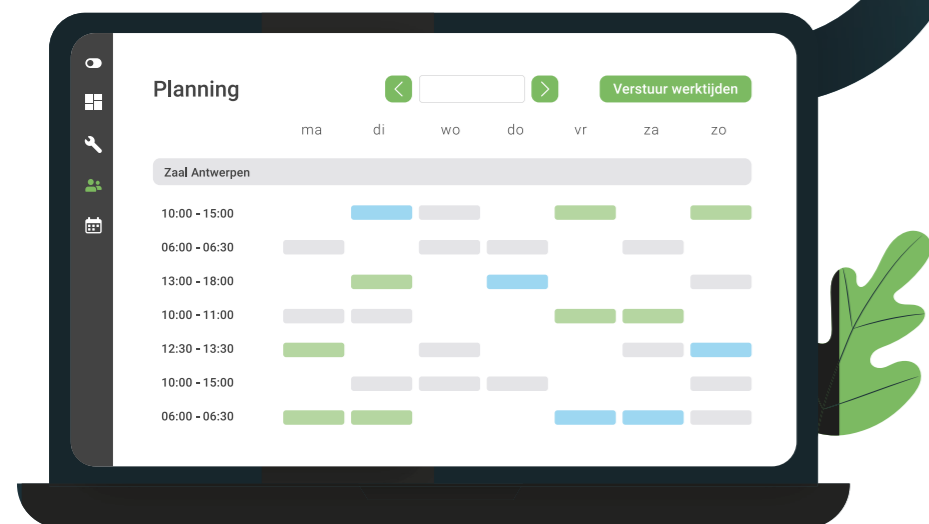 Planning
Verstuur werktijden
ma di wo do vr za zo
Zaal Antwerpen
10:00 - 15:00
06:00 - 06:30
13:00 - 18:00
10:00 - 11:00
12:30 - 13:30
10:00 - 15:00
06:00 - 06:30